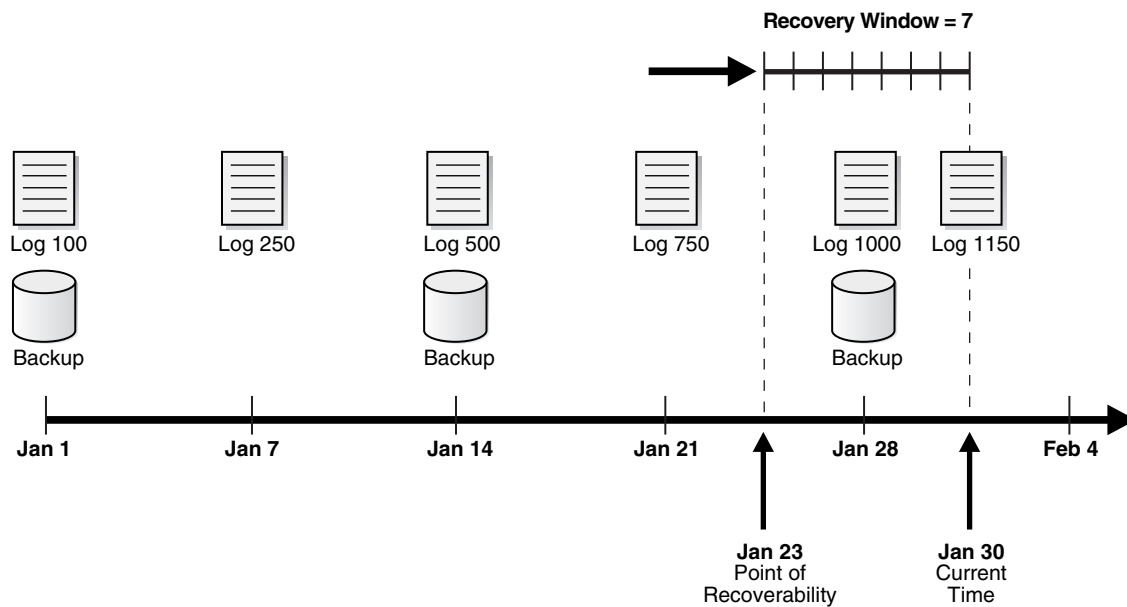 Recovery Window = 7
Log 100
Log 250
Log 500
Log 750
Log 1000
Log 1150
Backup
Backup
Backup
Jan 1
Jan 7
Jan 14
Jan 21
Jan 28
Feb 4
Jan 23
Point of
Recoverability
Jan 30
Current
Time